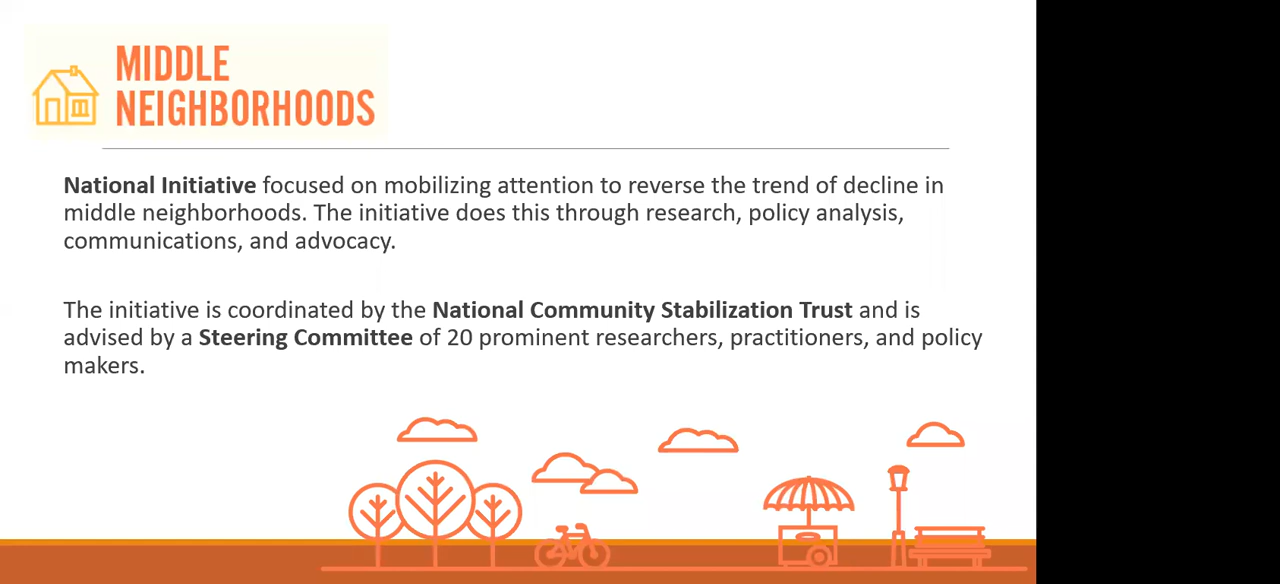 MIDDLE
NEIGHBORHOODS
National Initiative focused on mobilizing attention to reverse the trend of decline in
middle neighborhoods. The initiative does this through research, policy analysis,
communications, and advocacy.
The initiative is coordinated by the National Community Stabilization Trust and is
advised by a Steering Committee of 20 prominent researchers, practitioners, and policy
makers.